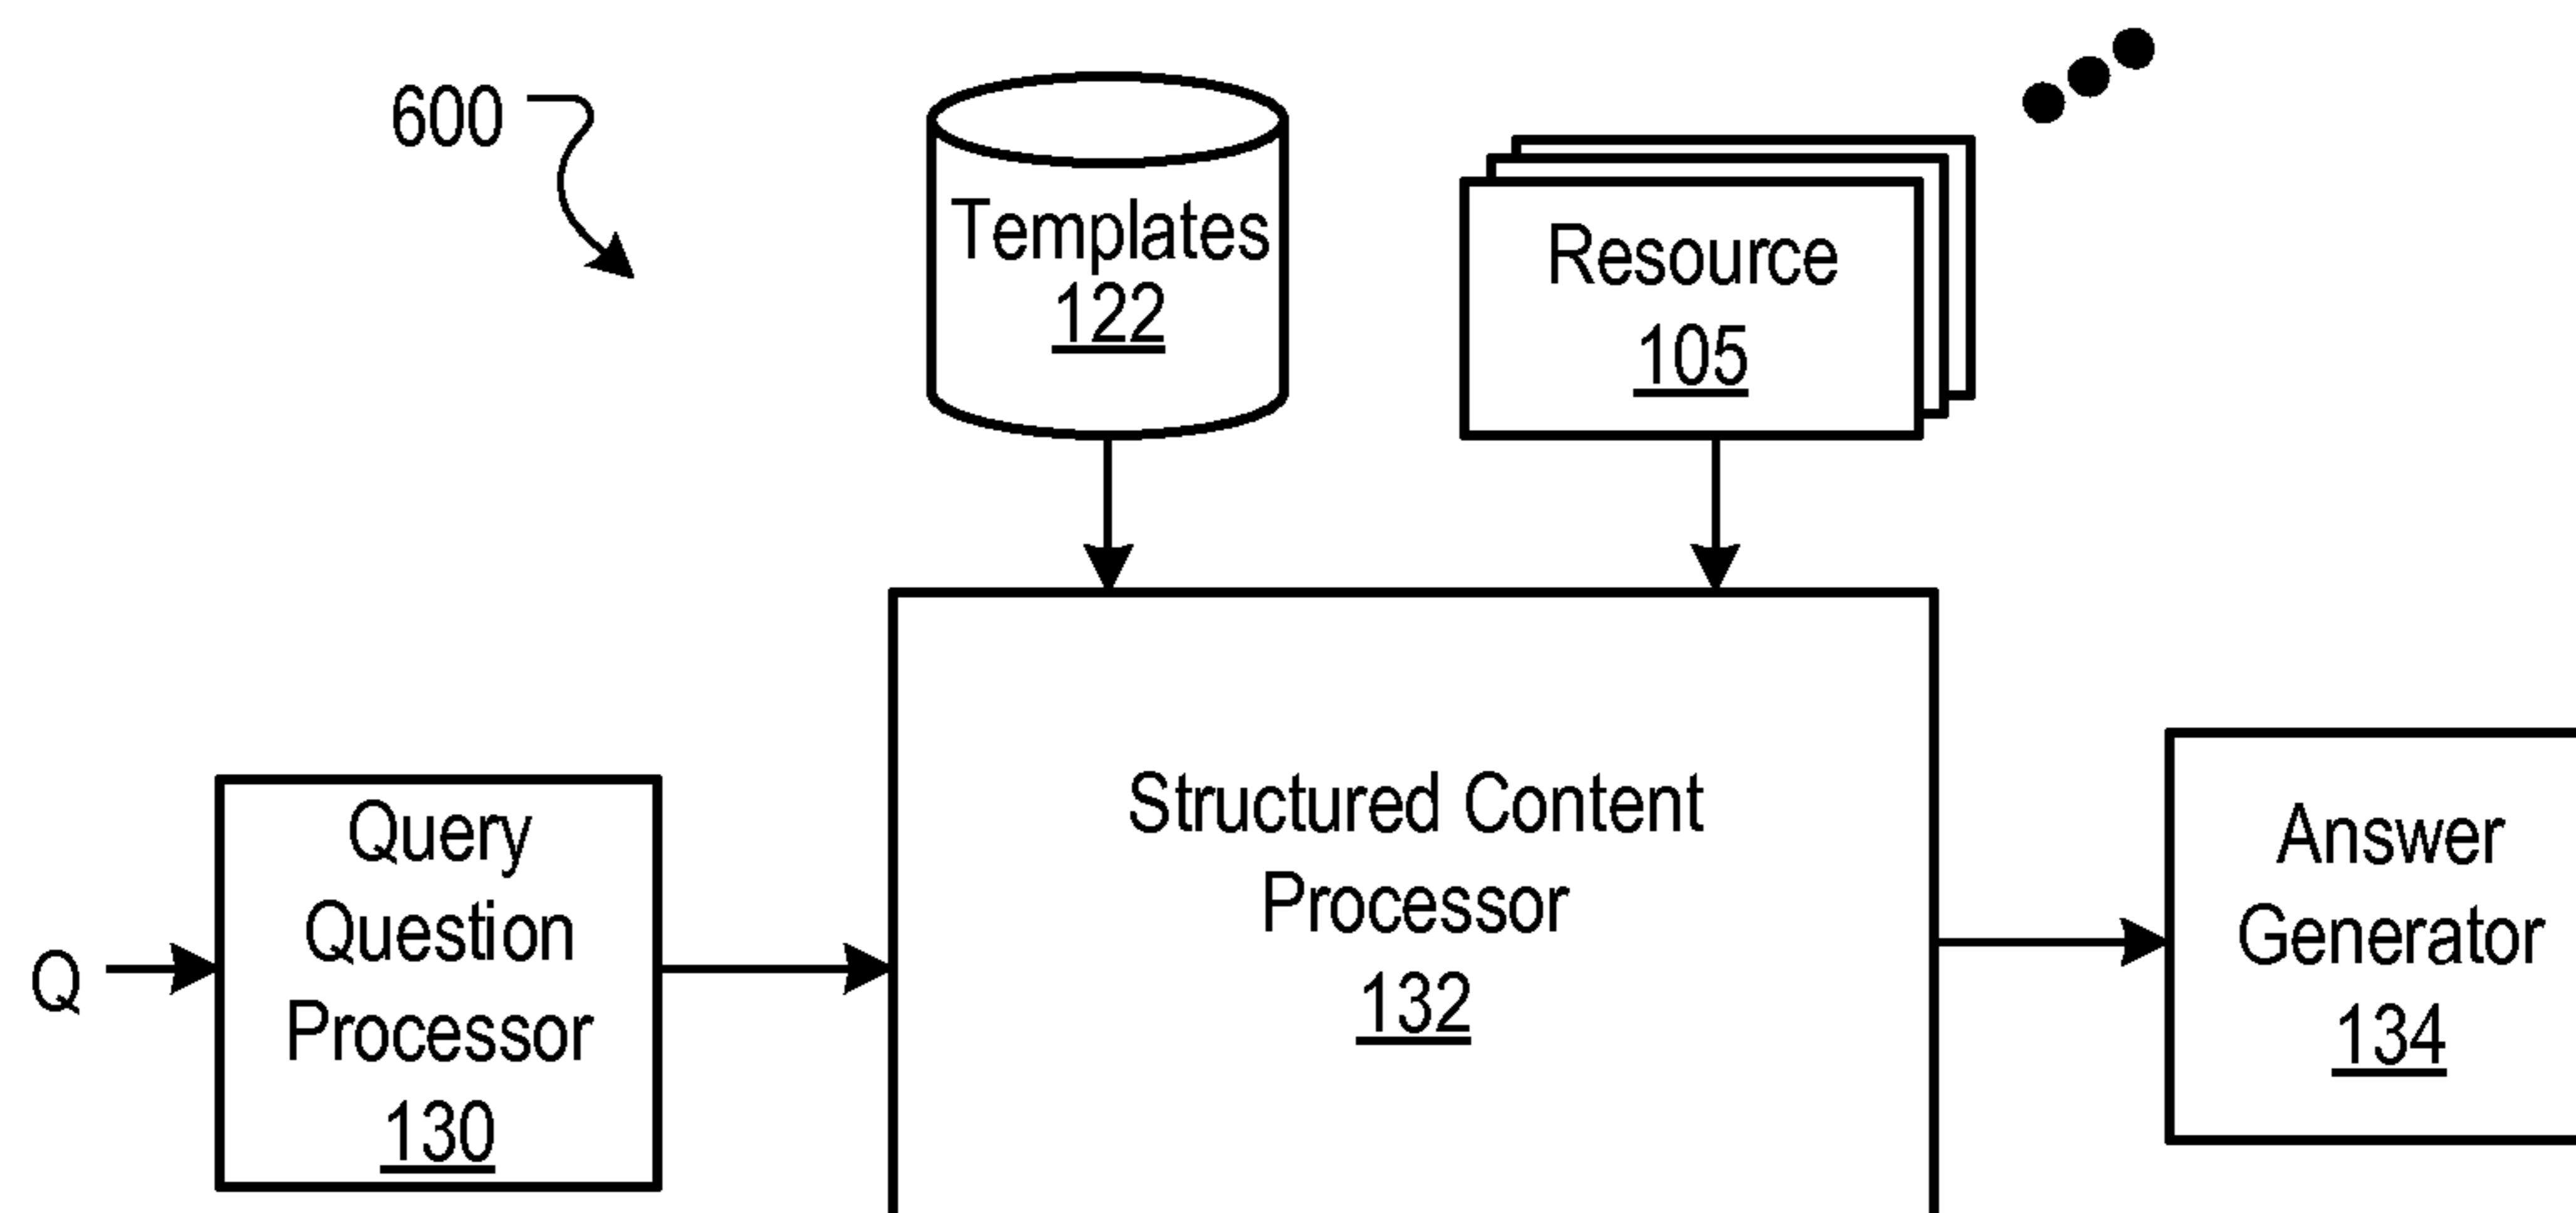 600
Templates
122
Resource
105
Q
Query
Question
Processor
130
Structured Content
Processor
132
Answer
Generator
134